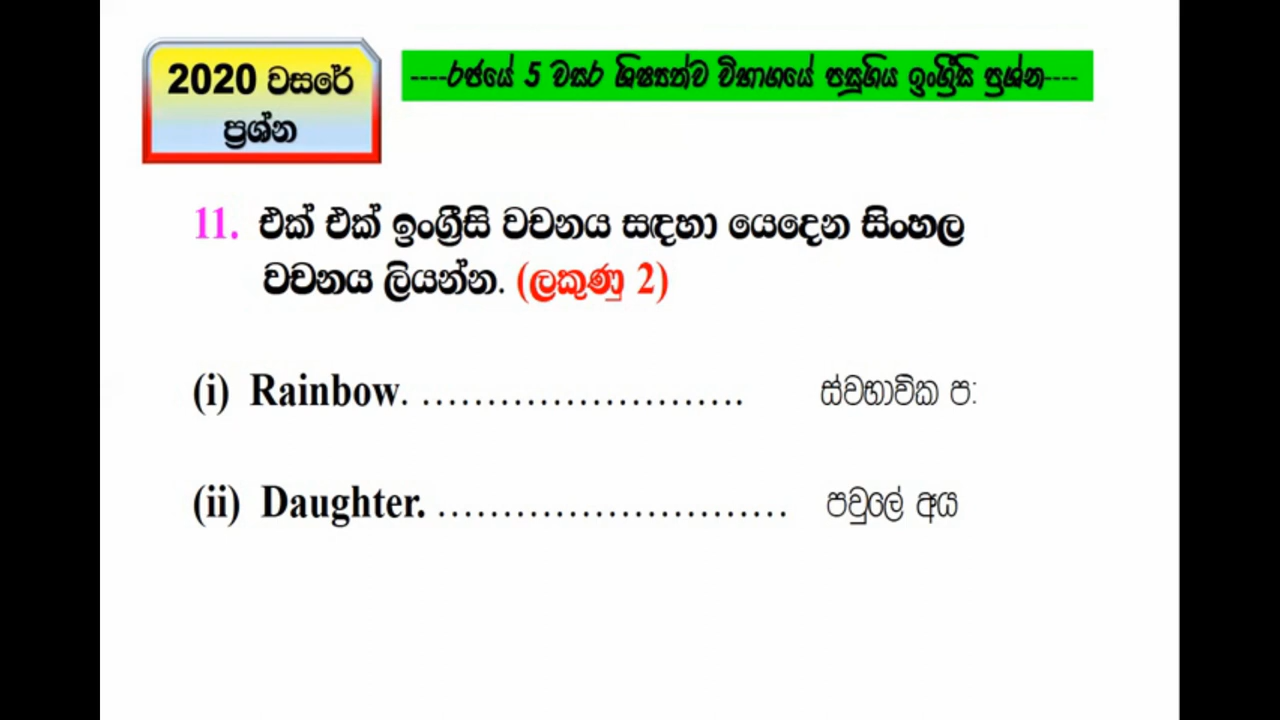 2020 වසරේ
ප්‍රශ්න
----රජයේ 5 වසර ශිෂ්‍යත්ව විභාගයේ පසුගිය ඉංග්‍රීසි ප්‍රශ්න----
11. එක් එක් ඉංග්‍රීසි වචනය සඳහා යෙදෙන සිංහල
වචනය ලියන්න. (ලකුණු 2)
(i) Rainbow. ......................... ස්වභාවික
(ii) Daughter. ........................... පවුලේ අය